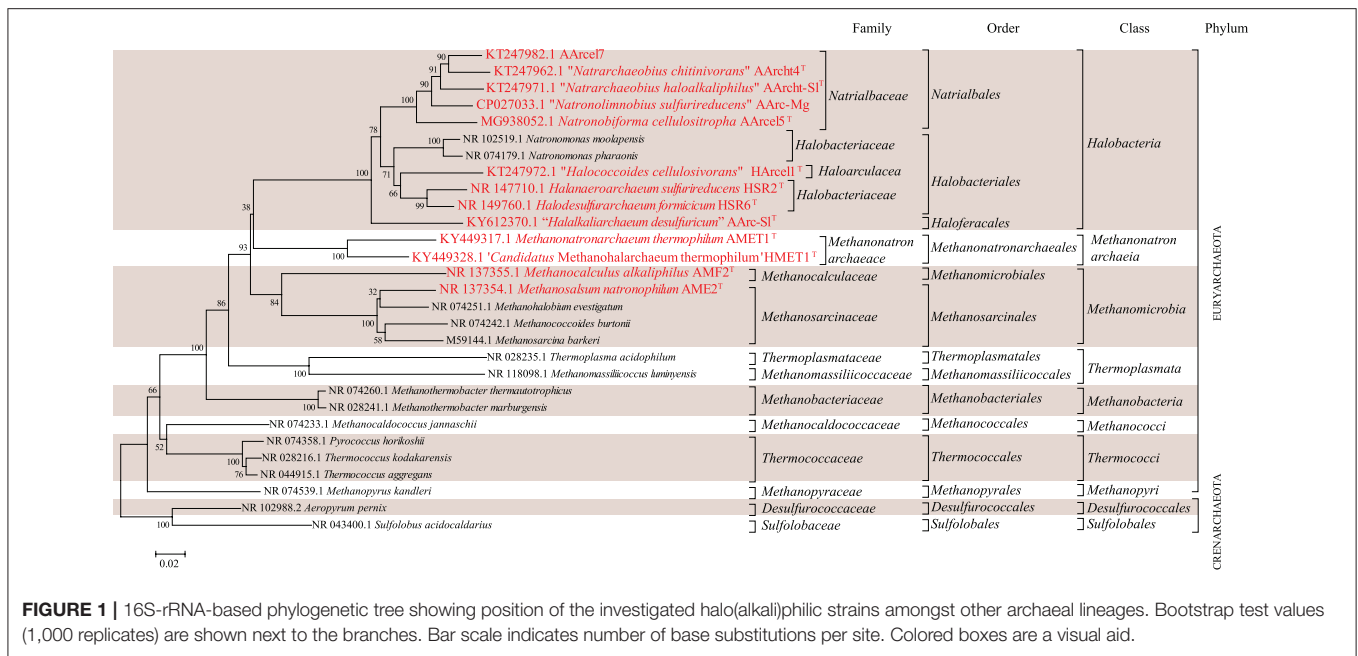 Family Order Class Phylum
90 KT247982.1 AArcel7
91 KT247962.1 "Natrarchaeobius chitinivorans" AArcht4T
90 KT247971.1 "Natrarchaeobius haloalkaliphilus" AArcht-SlT Natrialbaceae Natrialbales
100 CP027033.1 "Natronolimnobius sulfurireducens" AArc-Mg
MG938052.1 Natronobiforma cellulositropha AArcel5T
78 100 NR 102519.1 Natronomonas moolapensis Halobacteriaceae Halobacteria
NR 074179.1 Natronomonas pharaonis
100 71 KT247972.1 "Halococcoides cellulosivorans" HArcel1T Haloarculacea Halobacteriales
66 NR 147710.1 Halanaeroarchaeum sulfurireducens HSR2T Halobacteriaceae
99 NR 149760.1 Halodesulfurarchaeum formicicum HSR6T
38 KY612370.1 “Halalkaliarchaeum desulfuricum” AArc-SlT Haloferacales
93 KY449317.1 Methanonatronarchaeum thermophilum AMET1T Methanonatron archaeace Methanonatronarchaeales Methanonatron archaeia
100 KY449328.1 'Candidatus Methanohalarchaeum thermophilum' HMET1T
NR 137355.1 Methanocalculus alkaliphilus AMF2T Methanocalculaceae Methanomicrobiales
84 32 NR 137354.1 Methanosalsum natronophilum AME2T
86 NR 074251.1 Methanohalobium evestigatum Methanosarcinaceae Methanosarcinales Methanomicrobia
100 NR 074242.1 Methanococcoides burtonii
58 M59144.1 Methanosarcina barkeri
100 NR 028235.1 Thermoplasma acidophilum Thermoplasmataceae Thermoplasmatales Thermoplasmata
100 NR 118098.1 Methanomassiliicoccus luminyensis Methanomassiliicoccaceae Methanomassiliicoccales
66 NR 074260.1 Methanothermobacter thermautotrophicus Methanobacteriaceae Methanobacteriales Methanobacteria
100 NR 028241.1 Methanothermobacter marburgensis
52 NR 074233.1 Methanocaldococcus jannaschii Methanocaldococcaceae Methanococcales Methanococci
NR 074358.1 Pyrococcus horikoshii
100 NR 028216.1 Thermococcus kodakarensis Thermococcaceae Thermococcales Thermococci
76 NR 044915.1 Thermococcus aggregans
NR 074539.1 Methanopyrus kandleri Methanopyraceae Methanopyrales Methanopyri
NR 102988.2 Aeropyrum pernix Desulfurococcaceae Desulfurococcales Desulfurococcales
100 NR 043400.1 Sulfolobus acidocaldarius Sulfolobaceae Sulfolobales Sulfolobales
EURYARCHAEOTA
CRENARCHAEOTA
0.02
FIGURE 1 | 16S-rRNA-based phylogenetic tree showing position of the investigated halo(alkali)philic strains amongst other archaeal lineages. Bootstrap test values
(1,000 replicates) are shown next to the branches. Bar scale indicates number of base substitutions per site. Colored boxes are a visual aid.